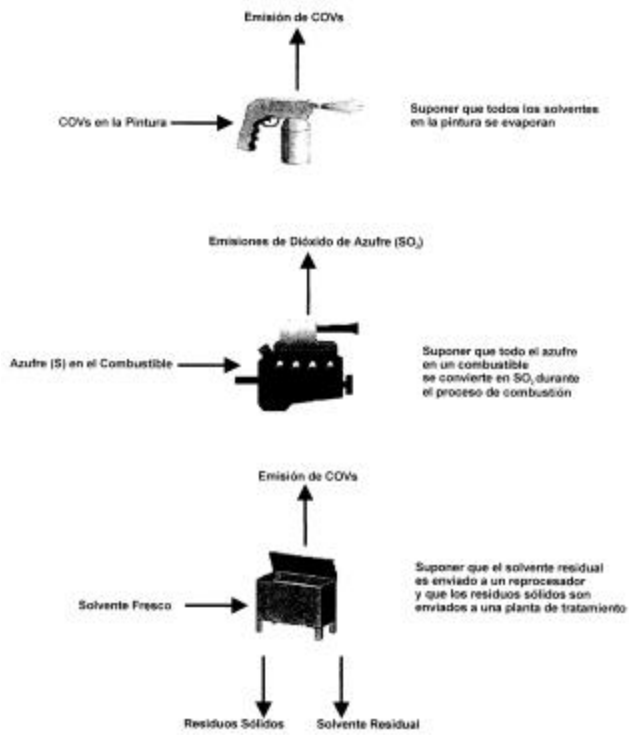 Emisión de COVs
COVs en la Pintura
Suponer que todos los solventes
en la pintura se evaporan
Emisiones de Dióxido de Azufre (SO₂)
Azufre (S) en el Combustible
Suponer que todo el azufre
en un combustible
se convierte en SO₂ durante
el proceso de combustión
Emisión de COVs
Solvente Fresco
Suponer que el solvente residual
es enviado a un reprocesador
y que los residuos sólidos son
enviados a una planta de tratamiento
Residuos Sólidos
Solvente Residual